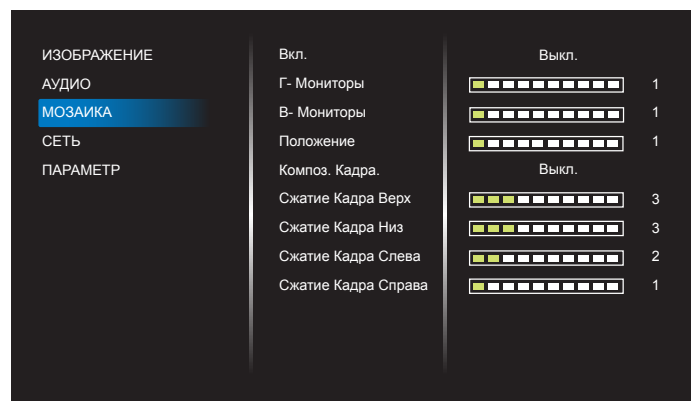 ИЗОБРАЖЕНИЕ
АУДИО
МОЗАИКА
СЕТЬ
ПАРАМЕТР
Вкл. Выкл.
Г- Мониторы 1
В- Мониторы 1
Положение 1
Композ. Кадра. Выкл.
Сжатие Кадра Верх 3
Сжатие Кадра Низ 3
Сжатие Кадра Слева 2
Сжатие Кадра Справа 1